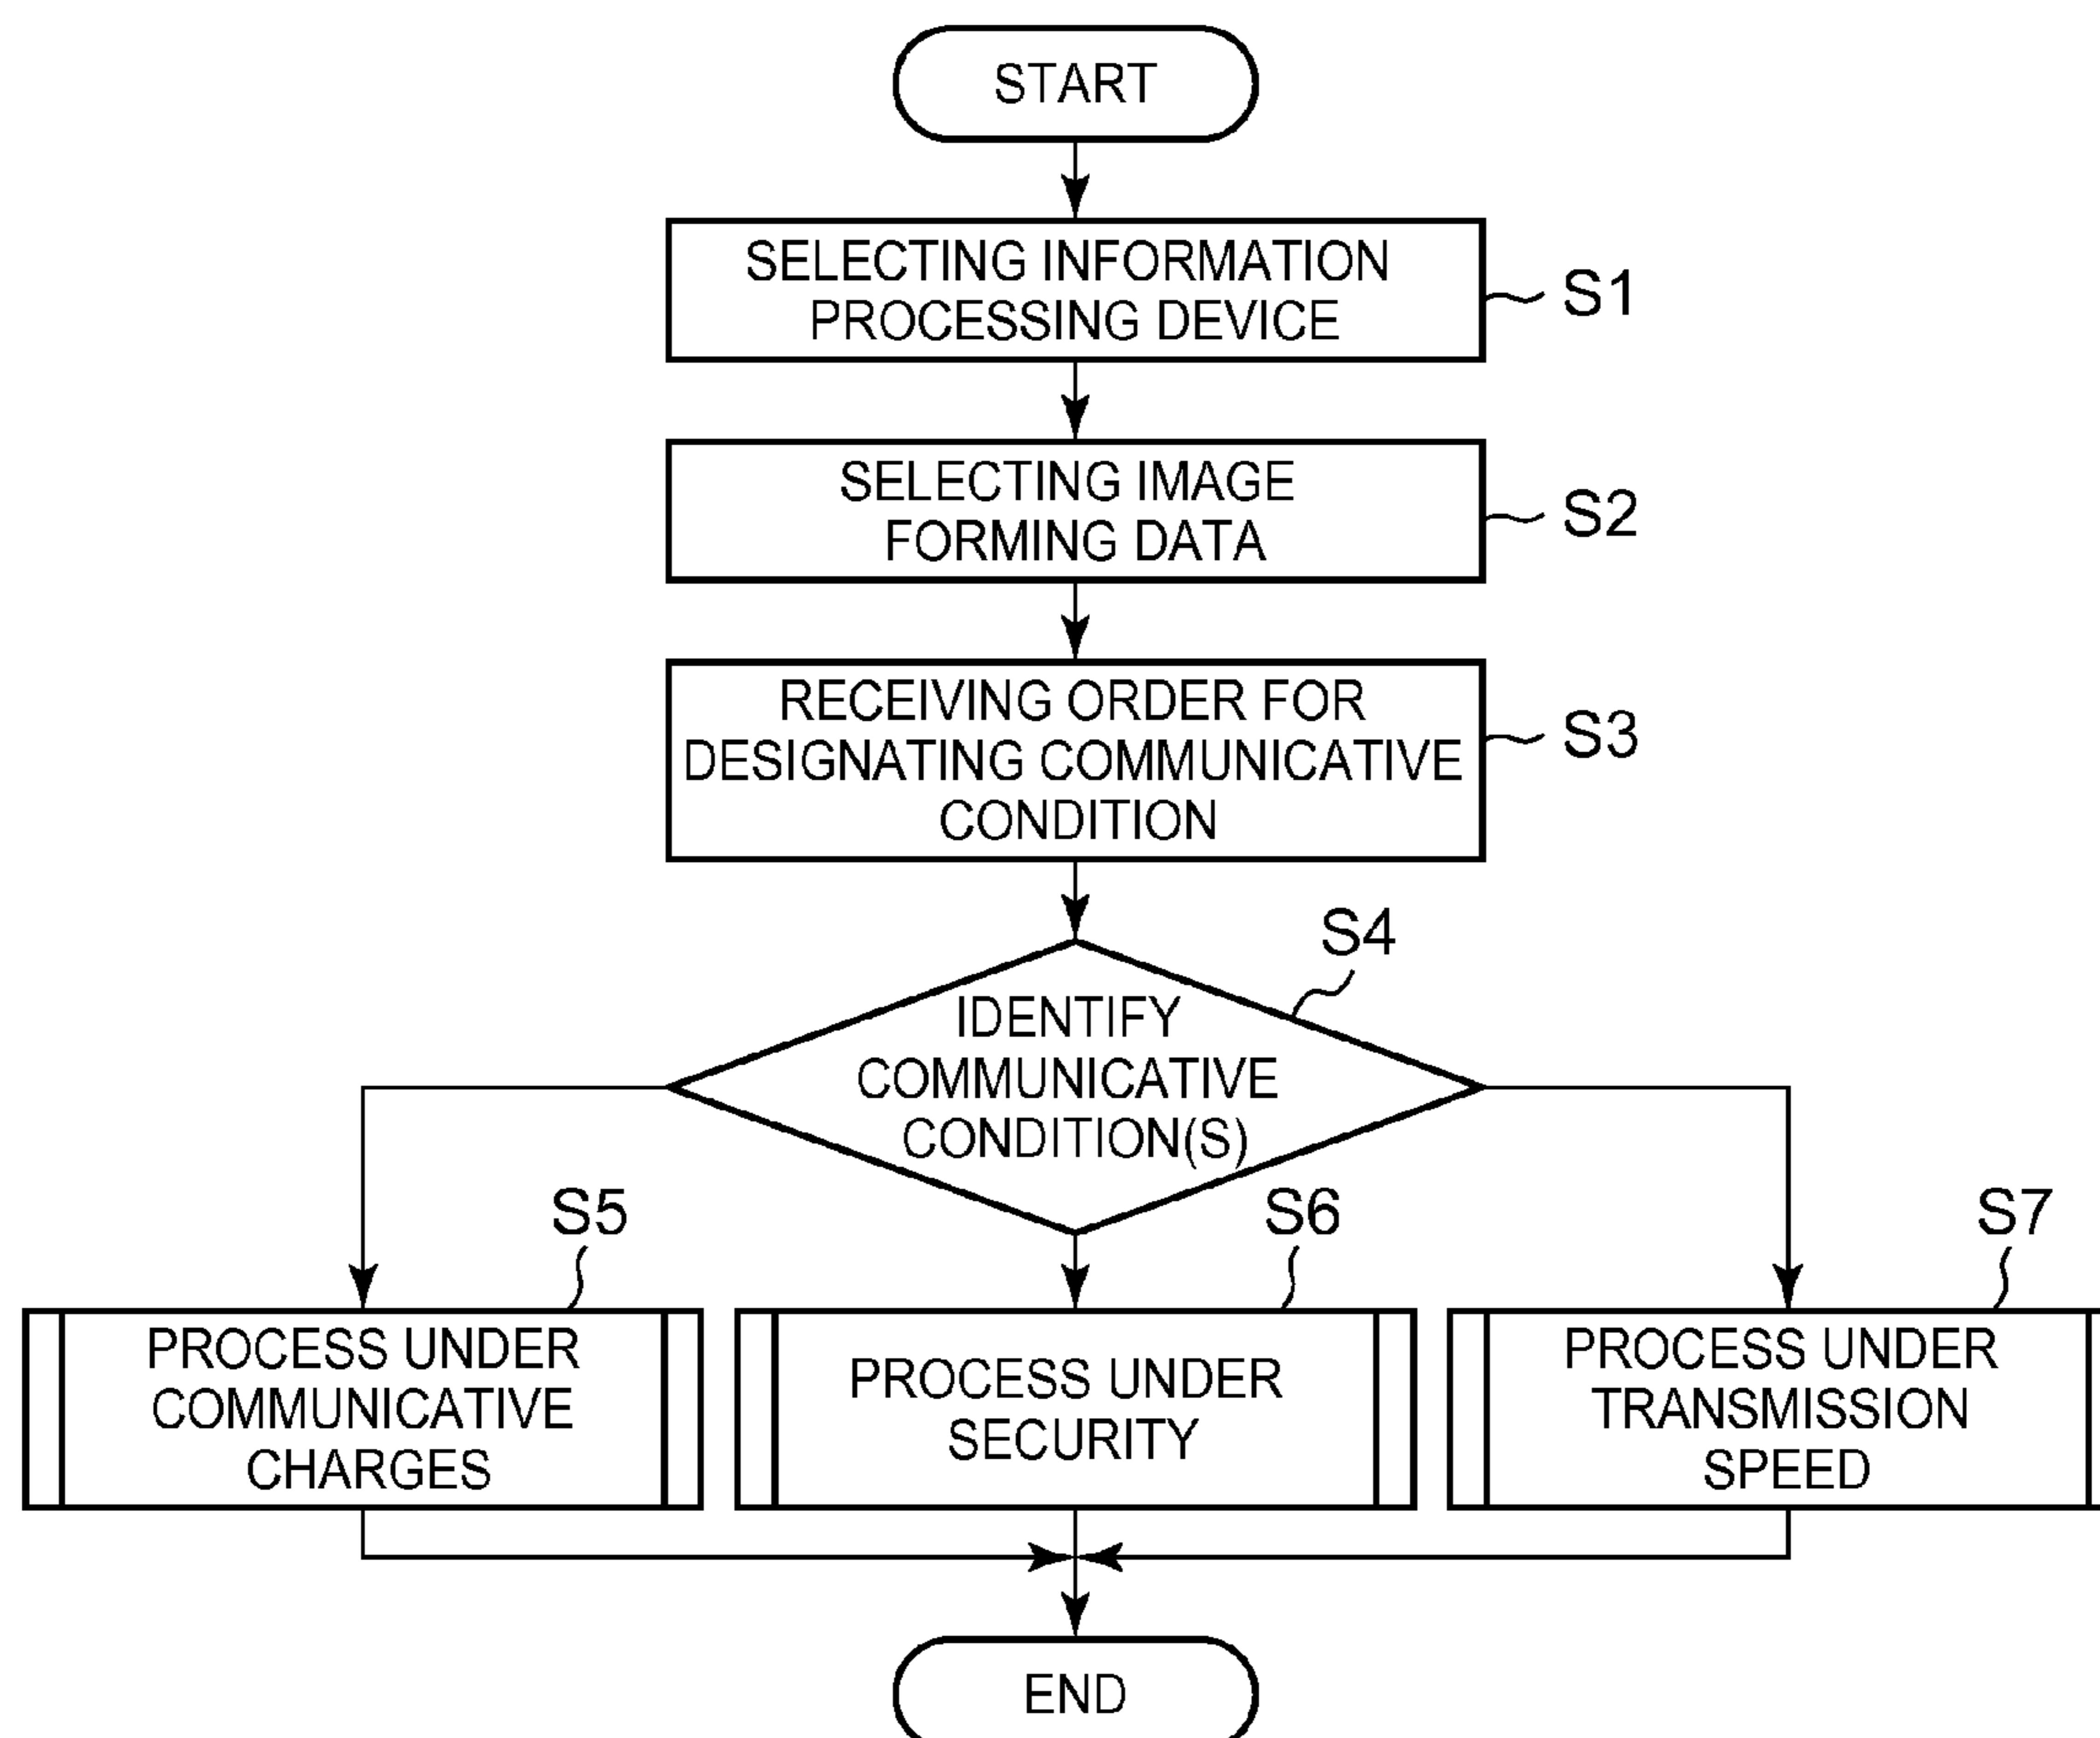 START
SELECTING INFORMATION
PROCESSING DEVICE
S1
SELECTING IMAGE
FORMING DATA
S2
RECEIVING ORDER FOR
DESIGNATING COMMUNICATIVE
CONDITION
S3
S4
IDENTIFY
COMMUNICATIVE
CONDITION(S)
S5
PROCESS UNDER
COMMUNICATIVE
CHARGES
S6
PROCESS UNDER
SECURITY
S7
PROCESS UNDER
TRANSMISSION
SPEED
END